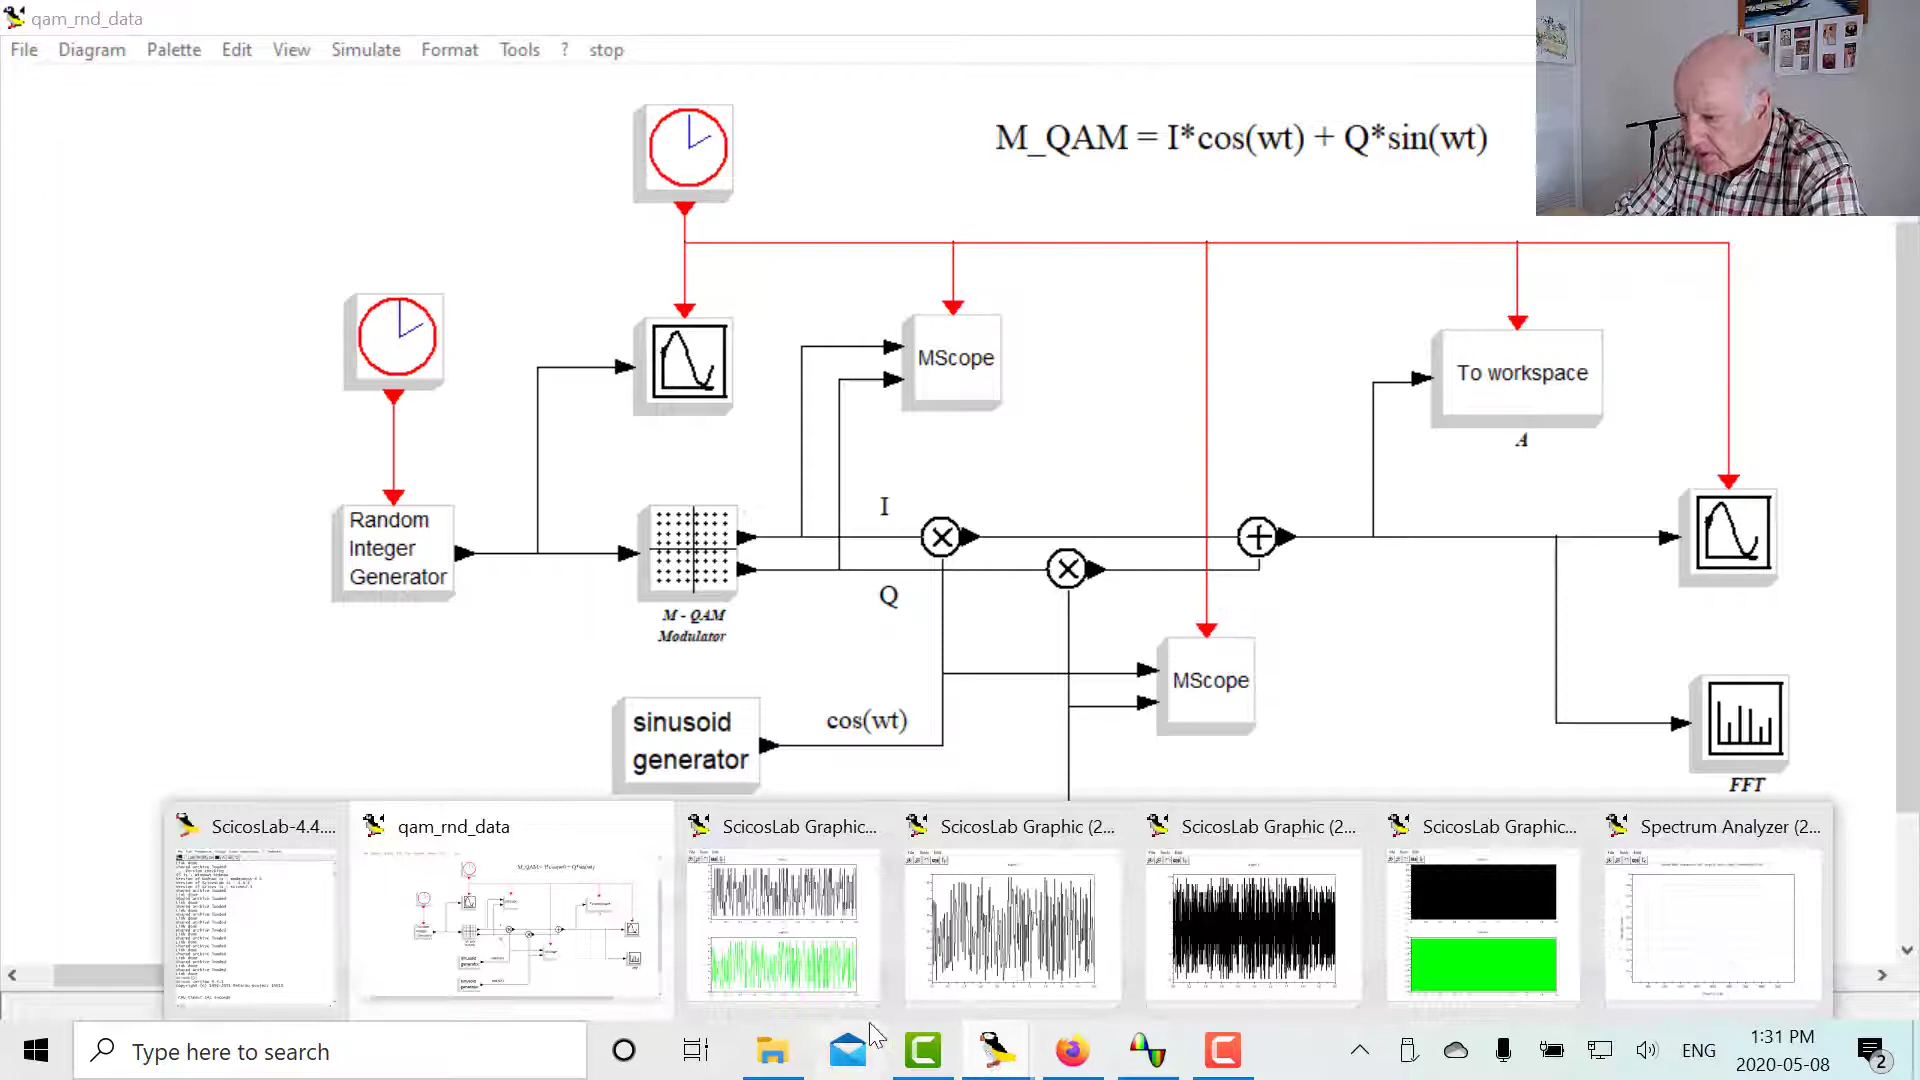 qam_rnd_data
File Diagram Palette Edit View Simulate Format Tools ? stop
M_QAM = I*cos(wt) + Q*sin(wt)
MScope
To workspace
A
Random
Integer
Generator
I
Q
M - QAM
Modulator
MScope
sinusoid
generator
cos(wt)
FFT
ScicosLab-4.4....
qam_rnd_data
ScicosLab Graphic...
ScicosLab Graphic (2...
ScicosLab Graphic (2...
ScicosLab Graphic...
Spectrum Analyzer (2...
Type here to search
ENG
1:31 PM
2020-05-08
2